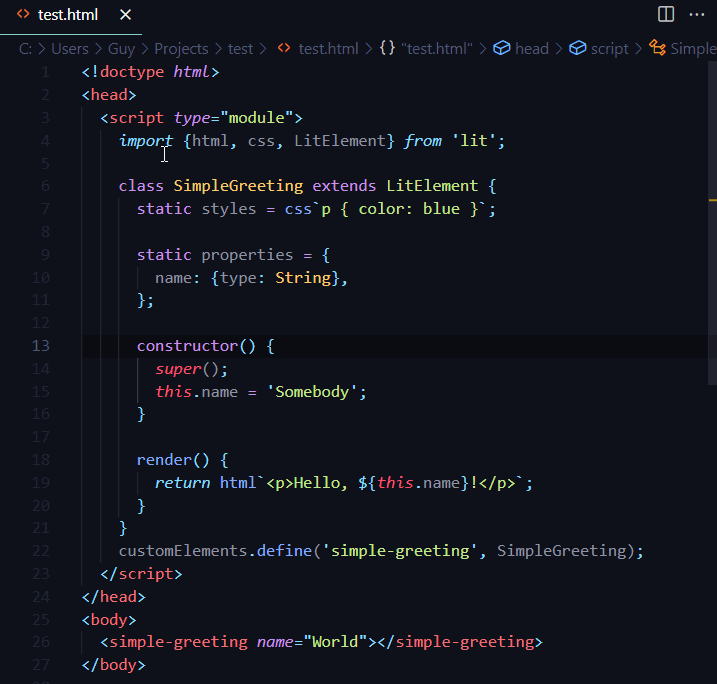 test.html
C: > Users > Guy > Projects > test > test.html > {} "test.html" > head > script > Simple
1 <!doctype html>
2 <head>
3   <script type="module">
4     import {html, css, LitElement} from 'lit';
5
6     class SimpleGreeting extends LitElement {
7       static styles = css`p { color: blue }`;
8
9       static properties = {
10         name: {type: String},
11       };
12
13       constructor() {
14         super();
15         this.name = 'Somebody';
16       }
17
18       render() {
19         return html`<p>Hello, ${this.name}!</p>`;
20       }
21     }
22     customElements.define('simple-greeting', SimpleGreeting);
23   </script>
24 </head>
25 <body>
26   <simple-greeting name="World"></simple-greeting>
27 </body>